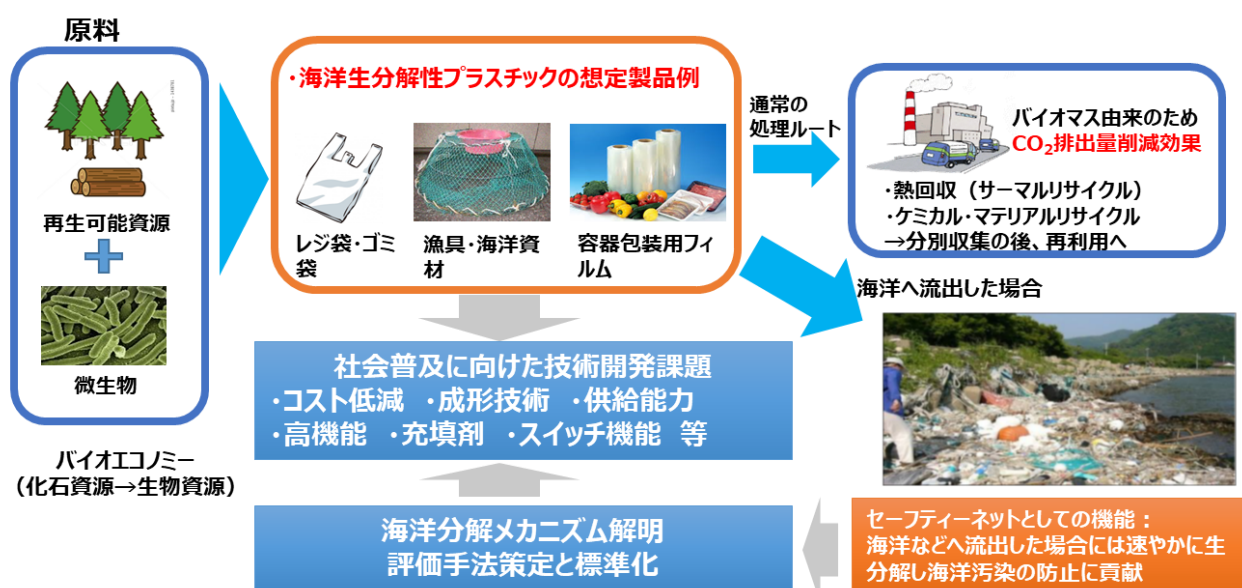 原料
再生可能資源
微生物
バイオエコノミー
（化石資源→生物資源）
・海洋生分解性プラスチックの想定製品例
レジ袋・ゴミ
袋
漁具・海洋資
材
容器包装用フィ
ルム
通常の
処理ルート
バイオマス由来のため
CO₂排出量削減効果
・熱回収（サーマルリサイクル）
・ケミカル・マテリアルリサイクル
→分別収集の後、再利用へ
海洋へ流出した場合
社会普及に向けた技術開発課題
・コスト低減 ・成形技術 ・供給能力
・高機能 ・充填剤 ・スイッチ機能 等
海洋分解メカニズム解明
評価手法策定と標準化
セーフティーネットとしての機能：
海洋などへ流出した場合には速やかに生
分解し海洋汚染の防止に貢献